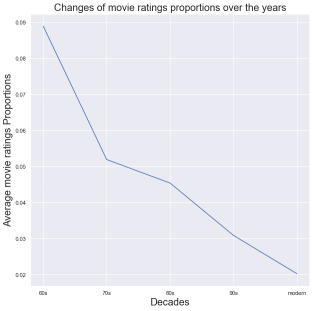 Changes of movie ratings proportions over the years
Average movie ratings Proportions
0.09
0.08
0.07
0.06
0.05
0.04
0.03
0.02
60s 70s 80s 90s modern
Decades